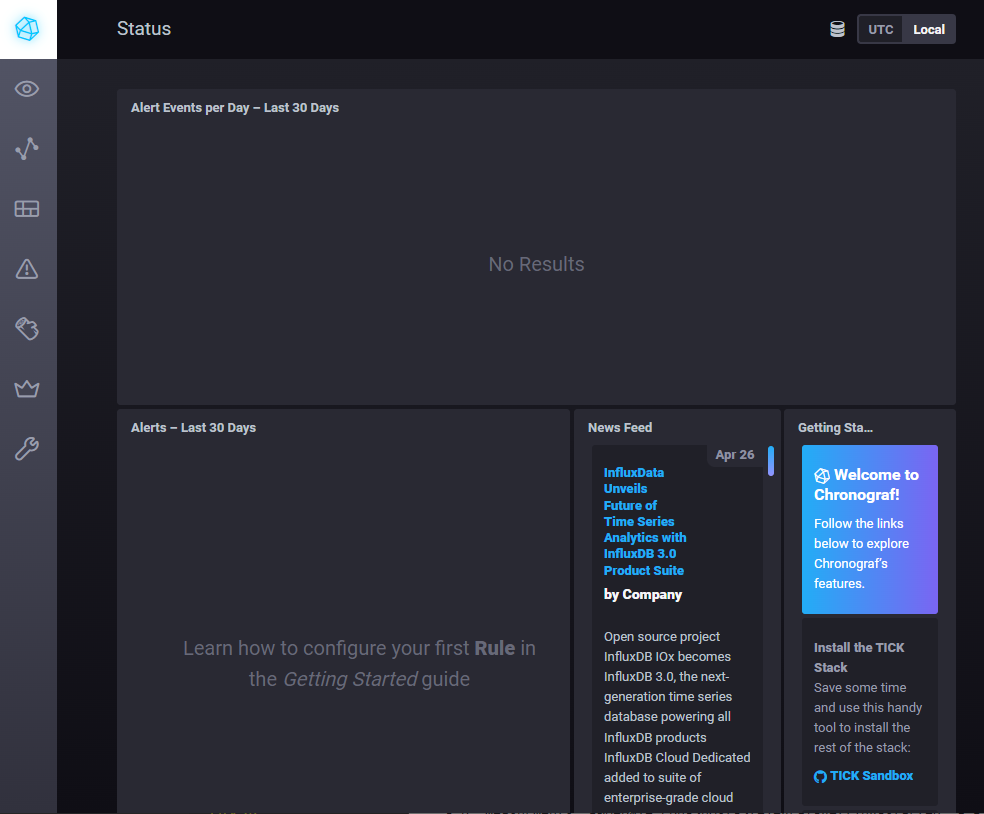 Status
UTC
Local
Alert Events per Day – Last 30 Days
No Results
Alerts – Last 30 Days
Learn how to configure your first Rule in
the Getting Started guide
News Feed
Apr 26
InfluxData
Unveils
Future of
Time Series
Analytics with
InfluxDB 3.0
Product Suite
by Company
Open source project
InfluxDB IOx becomes
InfluxDB 3.0, the next-
generation time series
database powering all
InfluxDB products
InfluxDB Cloud Dedicated
added to suite of
enterprise-grade cloud
Getting Sta...
Welcome to
Chronograf!
Follow the links
below to explore
Chronograf's
features.
Install the TICK
Stack
Save some time
and use this handy
tool to install the
rest of the stack:
TICK Sandbox